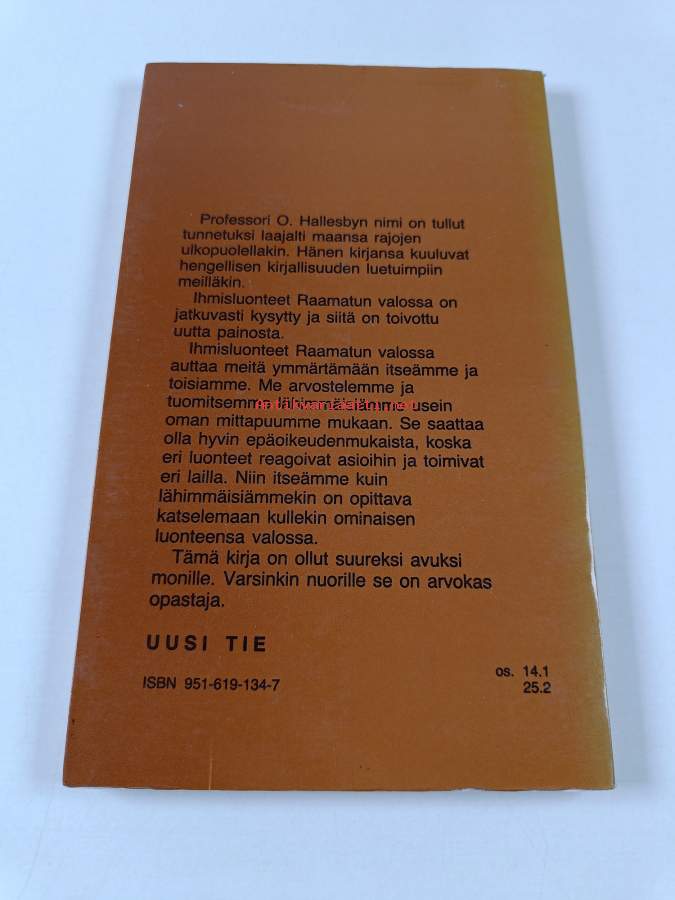 Professori O. Hallesbyn nimi on tullut
tunnetuksi laajalti maansa rajojen
ulkopuolellakin. Hänen kirjansa kuuluvat
hengellisen kirjallisuuden luetuimpiin
meilläkin.
Ihmisluonteet Raamatun valossa on
jatkuvasti kysytty ja siitä on toivottu
uutta painosta.
Ihmisluonteet Raamatun valossa
auttaa meitä ymmärtämään itseämme ja
toisiamme. Me arvostelemme ja
tuomitsemme lähimmäisiämme usein
Antikvariaatti.net
oman mittapuumme mukaan. Se saattaa
olla hyvin epäoikeudenmukaista, koska
eri luonteet reagoivat asioihin ja toimivat
eri lailla. Niin itseämme kuin
lähimmäisiämmekin on opittava
katselemaan kullekin ominaisen
luonteensa valossa.
Tämä kirja on ollut suureksi avuksi
monille. Varsinkin nuorille se on arvokas
opastaja.
UUSI TIE
ISBN 951-619-134-7
os. 14.1
25.2